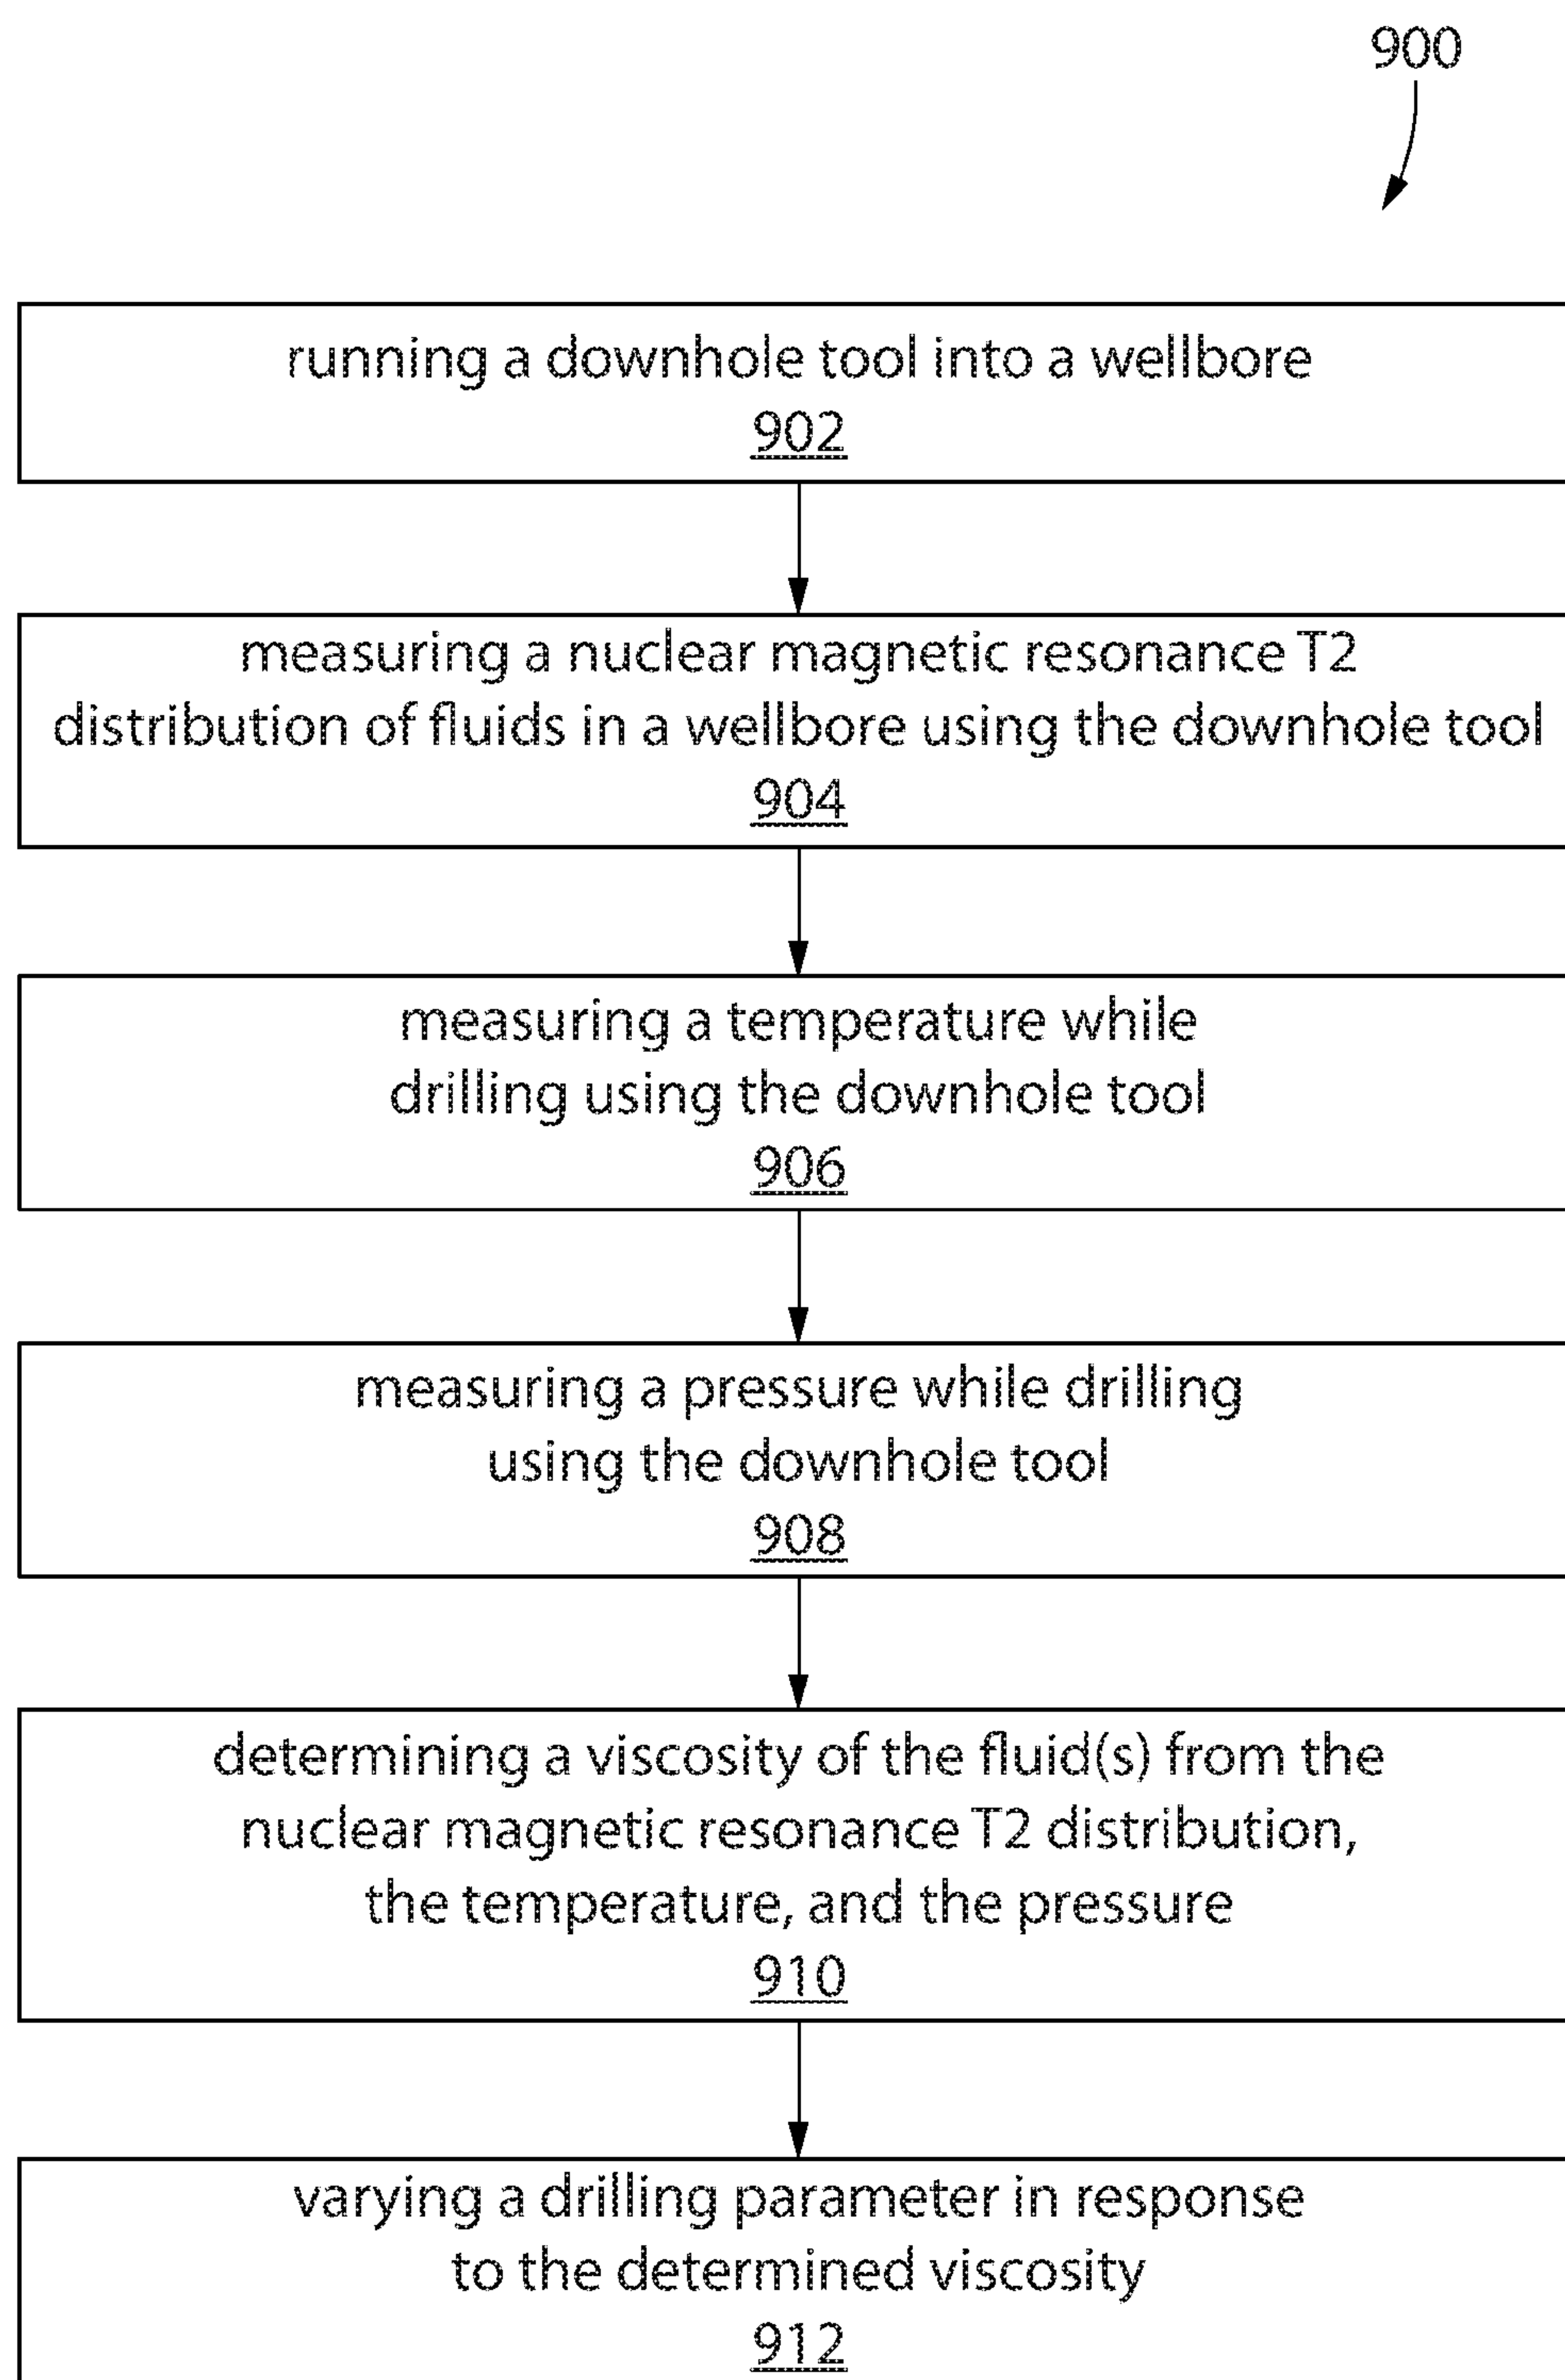 900
running a downhole tool into a wellbore
902
measuring a nuclear magnetic resonance T2
distribution of fluids in a wellbore using the downhole tool
904
measuring a temperature while
drilling using the downhole tool
906
measuring a pressure while drilling
using the downhole tool
908
determining a viscosity of the fluid(s) from the
nuclear magnetic resonance T2 distribution,
the temperature, and the pressure
910
varying a drilling parameter in response
to the determined viscosity
912